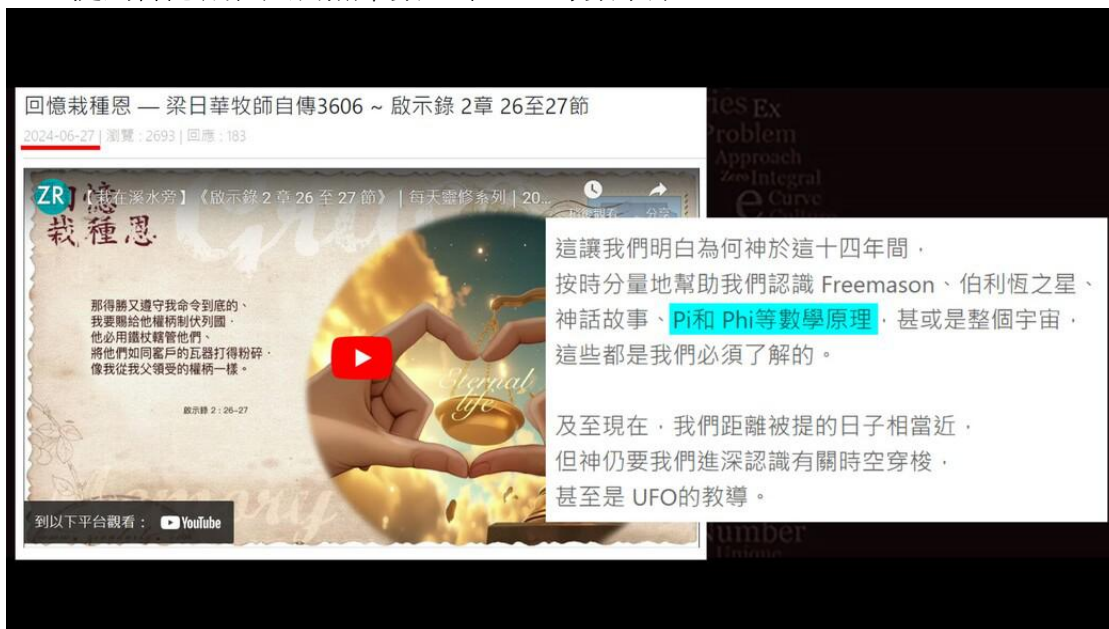 回憶栽種恩 — 梁日華牧師自傳3606 ~ 啟示錄 2章 26至27節
2024-06-27 | 瀏覽 : 2693 | 回應 : 183
ZR
【栽在溪水旁】《啟示錄 2 章 26 至 27 節》 | 每天靈修系列 | 20...
稍後觀看
分享
回憶
栽種恩
那得勝又遵守我命令到底的、
我要賜給他權柄制伏列國．
他必用鐵杖轄管他們、
將他們如同窰戶的瓦器打得粉碎．
像我從我父領受的權柄一樣。
啟示錄 2：26-27
Eternal
life
到以下平台觀看： YouTube
這讓我們明白為何神於這十四年間，
按時分量地幫助我們認識 Freemason、伯利恆之星、
神話故事、Pi和 Phi等數學原理，甚或是整個宇宙，
這些都是我們必須了解的。
及至現在，我們距離被提的日子相當近，
但神仍要我們進深認識有關時空穿梭，
甚至是 UFO的教導。
Ex
Problem
Approach
Zero Integral
Curve
Number
Unique